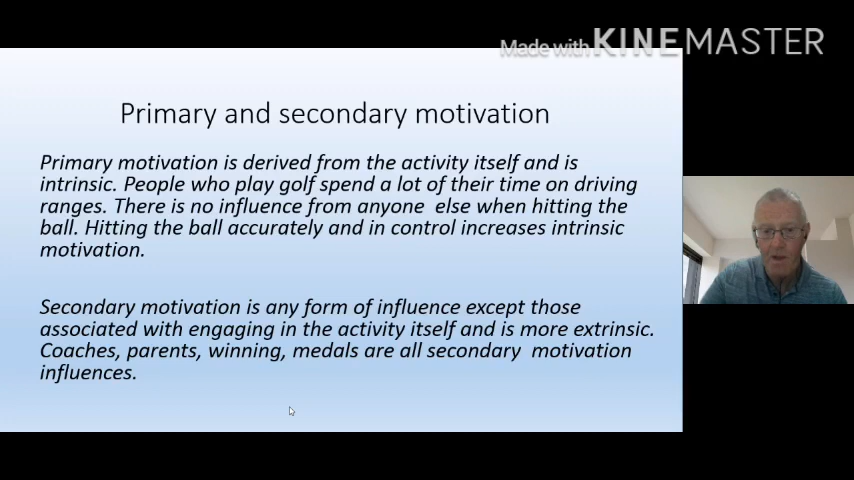 Made with KINEMASTER
Primary and secondary motivation
Primary motivation is derived from the activity itself and is
intrinsic. People who play golf spend a lot of their time on driving
ranges. There is no influence from anyone else when hitting the
ball. Hitting the ball accurately and in control increases intrinsic
motivation.
Secondary motivation is any form of influence except those
associated with engaging in the activity itself and is more extrinsic.
Coaches, parents, winning, medals are all secondary motivation
influences.